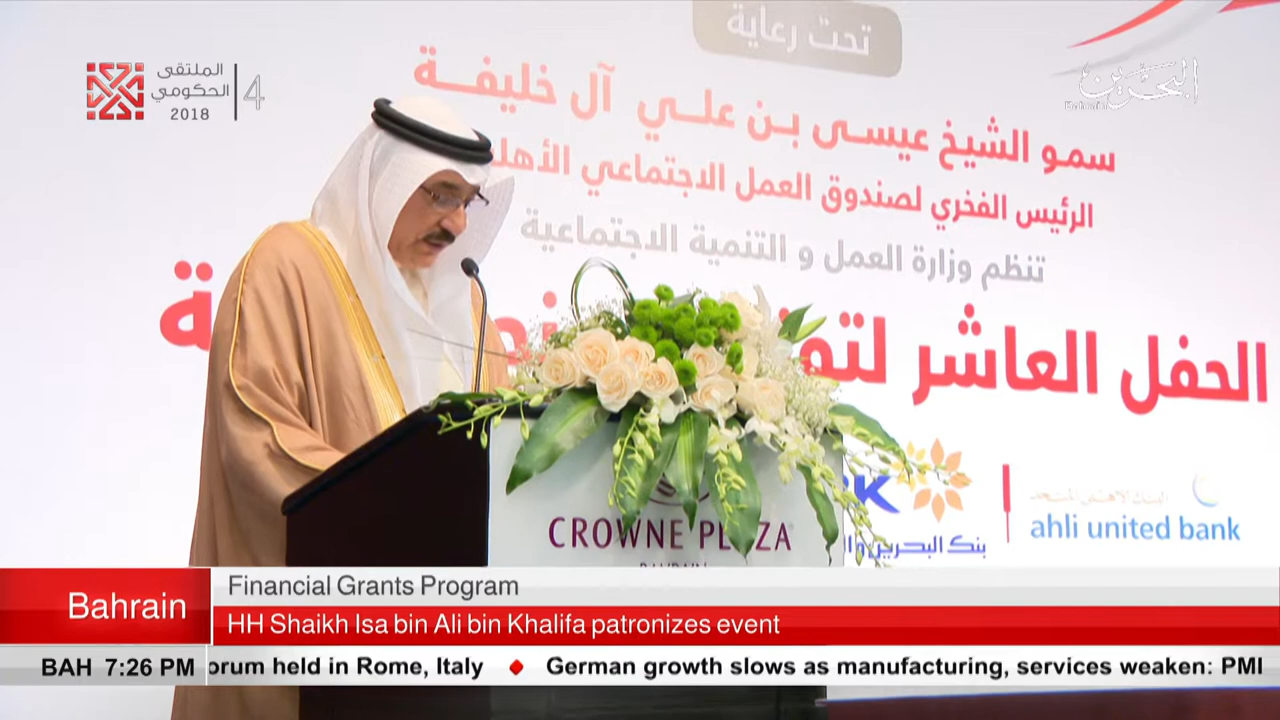 تحت رعاية
الملتقى
الحكومي
2018
4
البحرين
Bahrain
سمو الشيخ عيسى بن علي آل خليفة
الرئيس الفخري لصندوق العمل الاجتماعي
تنظم وزارة العمل و التنمية الاجتماعية
الحفل العاشر
ahli united bank
بنك البحرين
CROWNE PLAZA
BAHRAIN
Bahrain
Financial Grants Program
HH Shaikh Isa bin Ali bin Khalifa patronizes event
BAH 7:26 PM
orum held in Rome, Italy ◆ German growth slows as manufacturing, services weaken: PMI